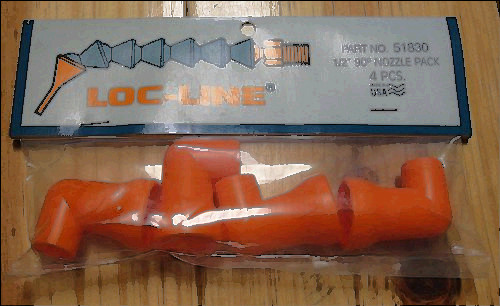 PART NO. 51830
1/2" 90° NOZZLE PACK
4 PCS.
USA
LOC-LINE®